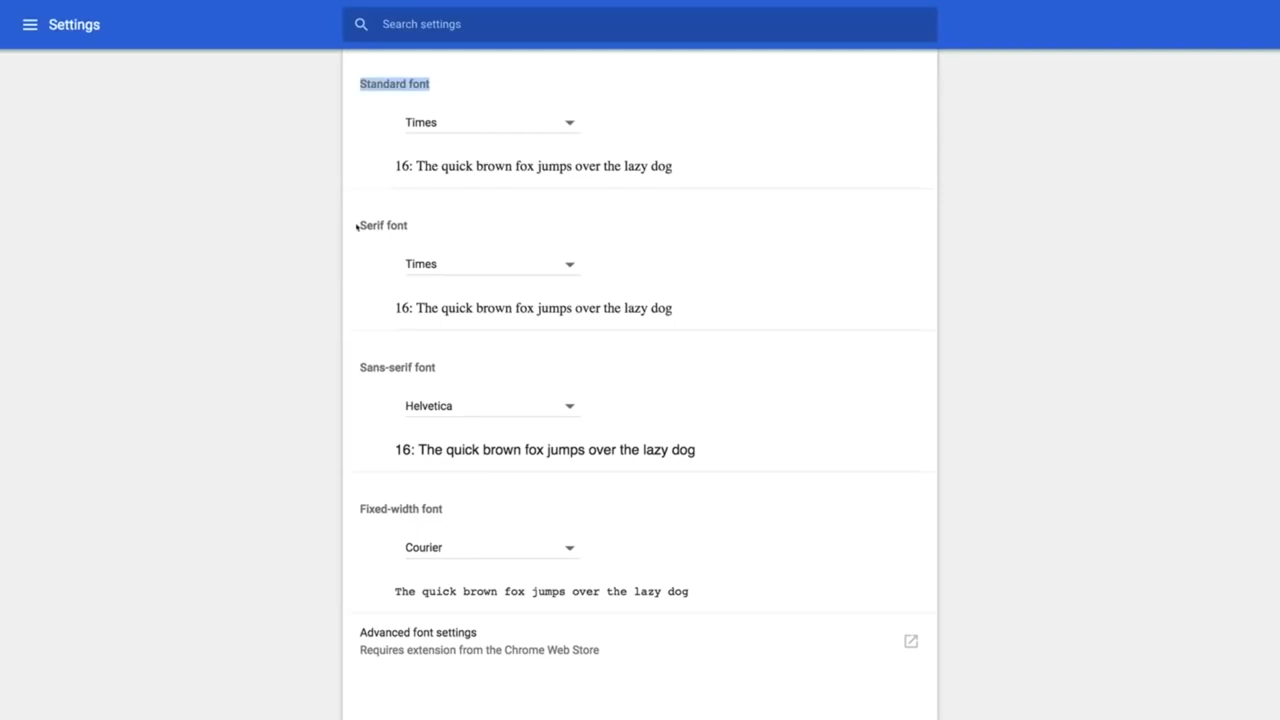 Settings
Search settings
Standard font
Times
16: The quick brown fox jumps over the lazy dog
Serif font
Times
16: The quick brown fox jumps over the lazy dog
Sans-serif font
Helvetica
16: The quick brown fox jumps over the lazy dog
Fixed-width font
Courier
The quick brown fox jumps over the lazy dog
Advanced font settings
Requires extension from the Chrome Web Store